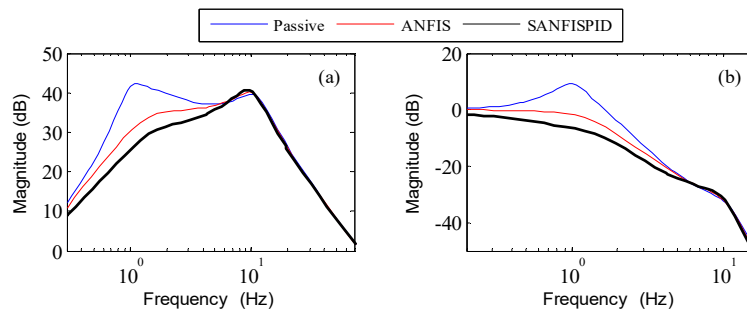 Passive ANFIS SANFISPID
(a)
Magnitude (dB)
50
40
30
20
10
0
10^0 10^1
Frequency (Hz)
(b)
Magnitude (dB)
20
0
-20
-40
10^0 10^1
Frequency (Hz)